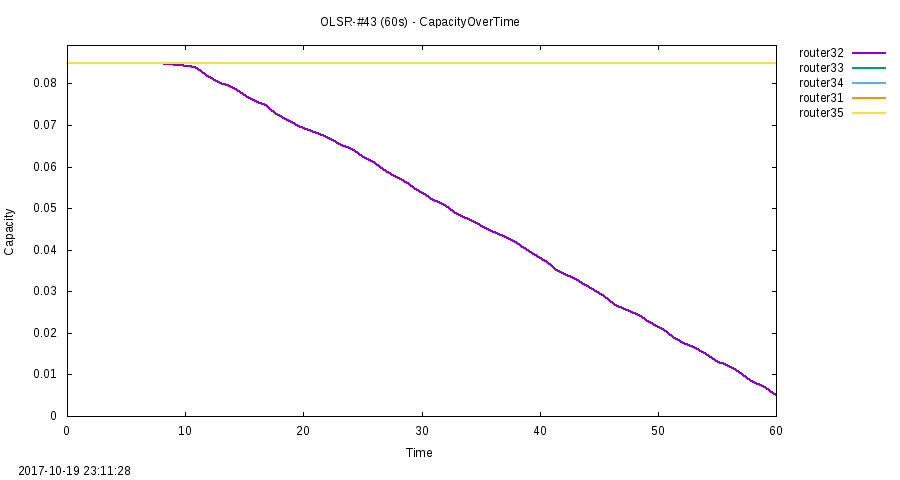 OLSR-#43 (60s) - CapacityOverTime
router32
router33
router34
router31
router35
Capacity
0.08
0.07
0.06
0.05
0.04
0.03
0.02
0.01
0
0 10 20 30 40 50 60
Time
2017-10-19 23:11:28